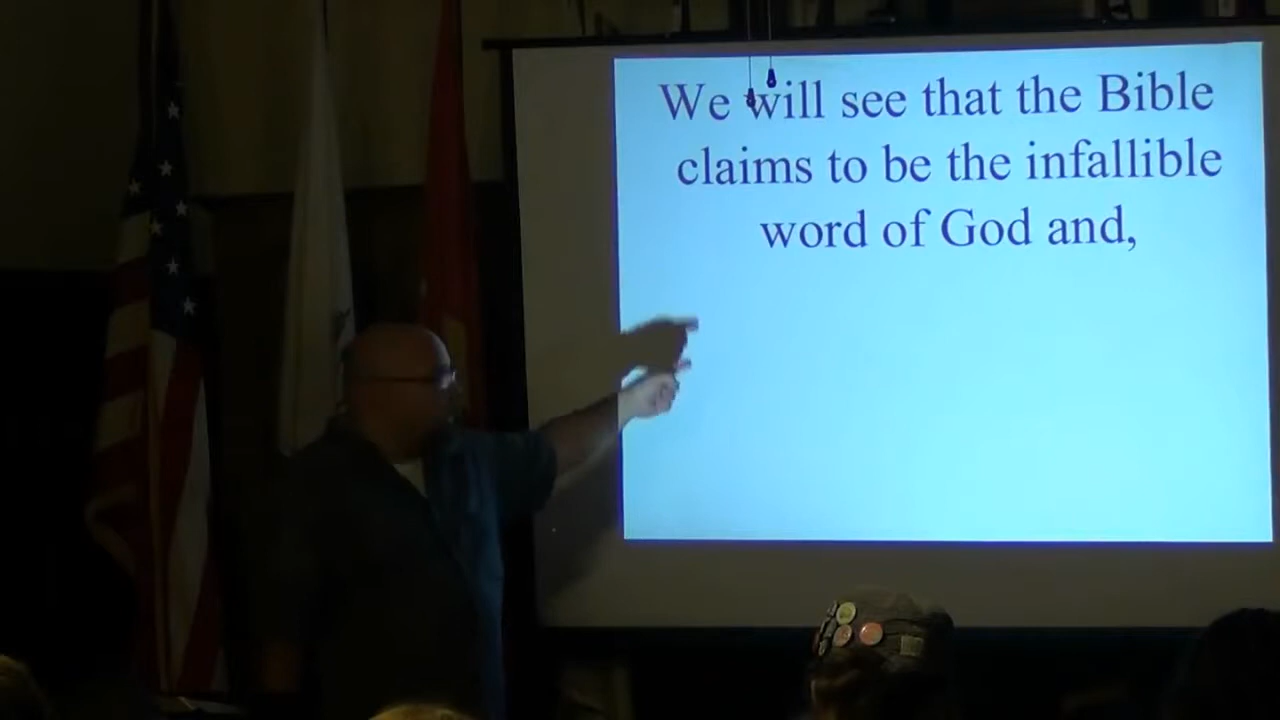 We will see that the Bible
claims to be the infallible
word of God and,